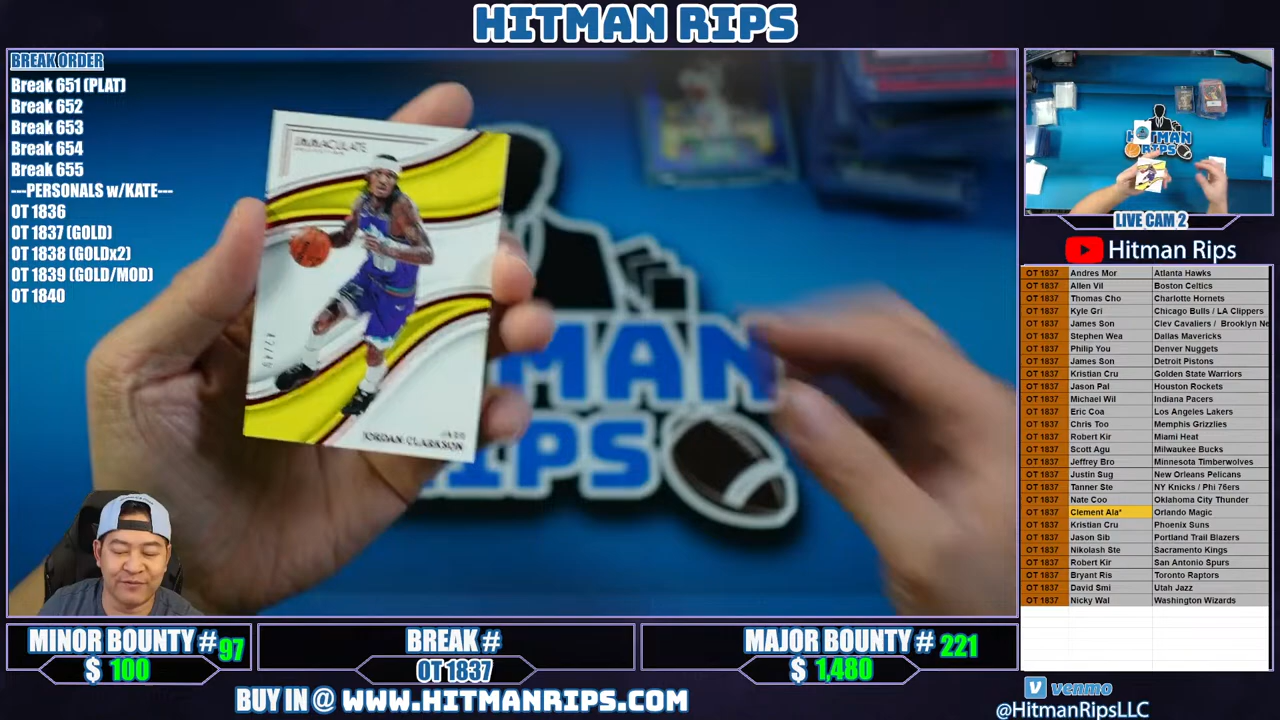 HITMAN RIPS
BREAK ORDER
Break 651 (PLAT)
Break 652
Break 653
Break 654
Break 655
---PERSONALS w/KATE---
OT 1836
OT 1837 (GOLD)
OT 1838 (GOLDx2)
OT 1839 (GOLD/MOD)
OT 1840
IMMACULATE
JORDAN CLARKSON
MAN
RIPS
HITMAN
RIPS
LIVE CAM 2
Hitman Rips
OT 1837 Andres Mor Atlanta Hawks
OT 1837 Allen Vil Boston Celtics
OT 1837 Thomas Cho Charlotte Hornets
OT 1837 Kyle Gri Chicago Bulls / LA Clippers
OT 1837 James Son Clev Cavaliers / Brooklyn Ne
OT 1837 Stephen Wea Dallas Mavericks
OT 1837 Philip You Denver Nuggets
OT 1837 James Son Detroit Pistons
OT 1837 Kristian Cru Golden State Warriors
OT 1837 Jason Pal Houston Rockets
OT 1837 Michael Wil Indiana Pacers
OT 1837 Eric Coa Los Angeles Lakers
OT 1837 Chris Too Memphis Grizzlies
OT 1837 Robert Kir Miami Heat
OT 1837 Scott Agu Milwaukee Bucks
OT 1837 Jeffrey Bro Minnesota Timberwolves
OT 1837 Justin Sug New Orleans Pelicans
OT 1837 Tanner Ste NY Knicks / Phi 76ers
OT 1837 Nate Coo Oklahoma City Thunder
OT 1837 Clement Ala* Orlando Magic
OT 1837 Kristian Cru Phoenix Suns
OT 1837 Jason Sib Portland Trail Blazers
OT 1837 Nikolash Ste Sacramento Kings
OT 1837 Robert Kir San Antonio Spurs
OT 1837 Bryant Ris Toronto Raptors
OT 1837 David Smi Utah Jazz
OT 1837 Nicky Wal Washington Wizards
MINOR BOUNTY # 97
$ 100
BREAK #
OT 1837
MAJOR BOUNTY # 221
$ 1,480
BUY IN @ WWW.HITMANRIPS.COM
venmo
@HitmanRipsLLC